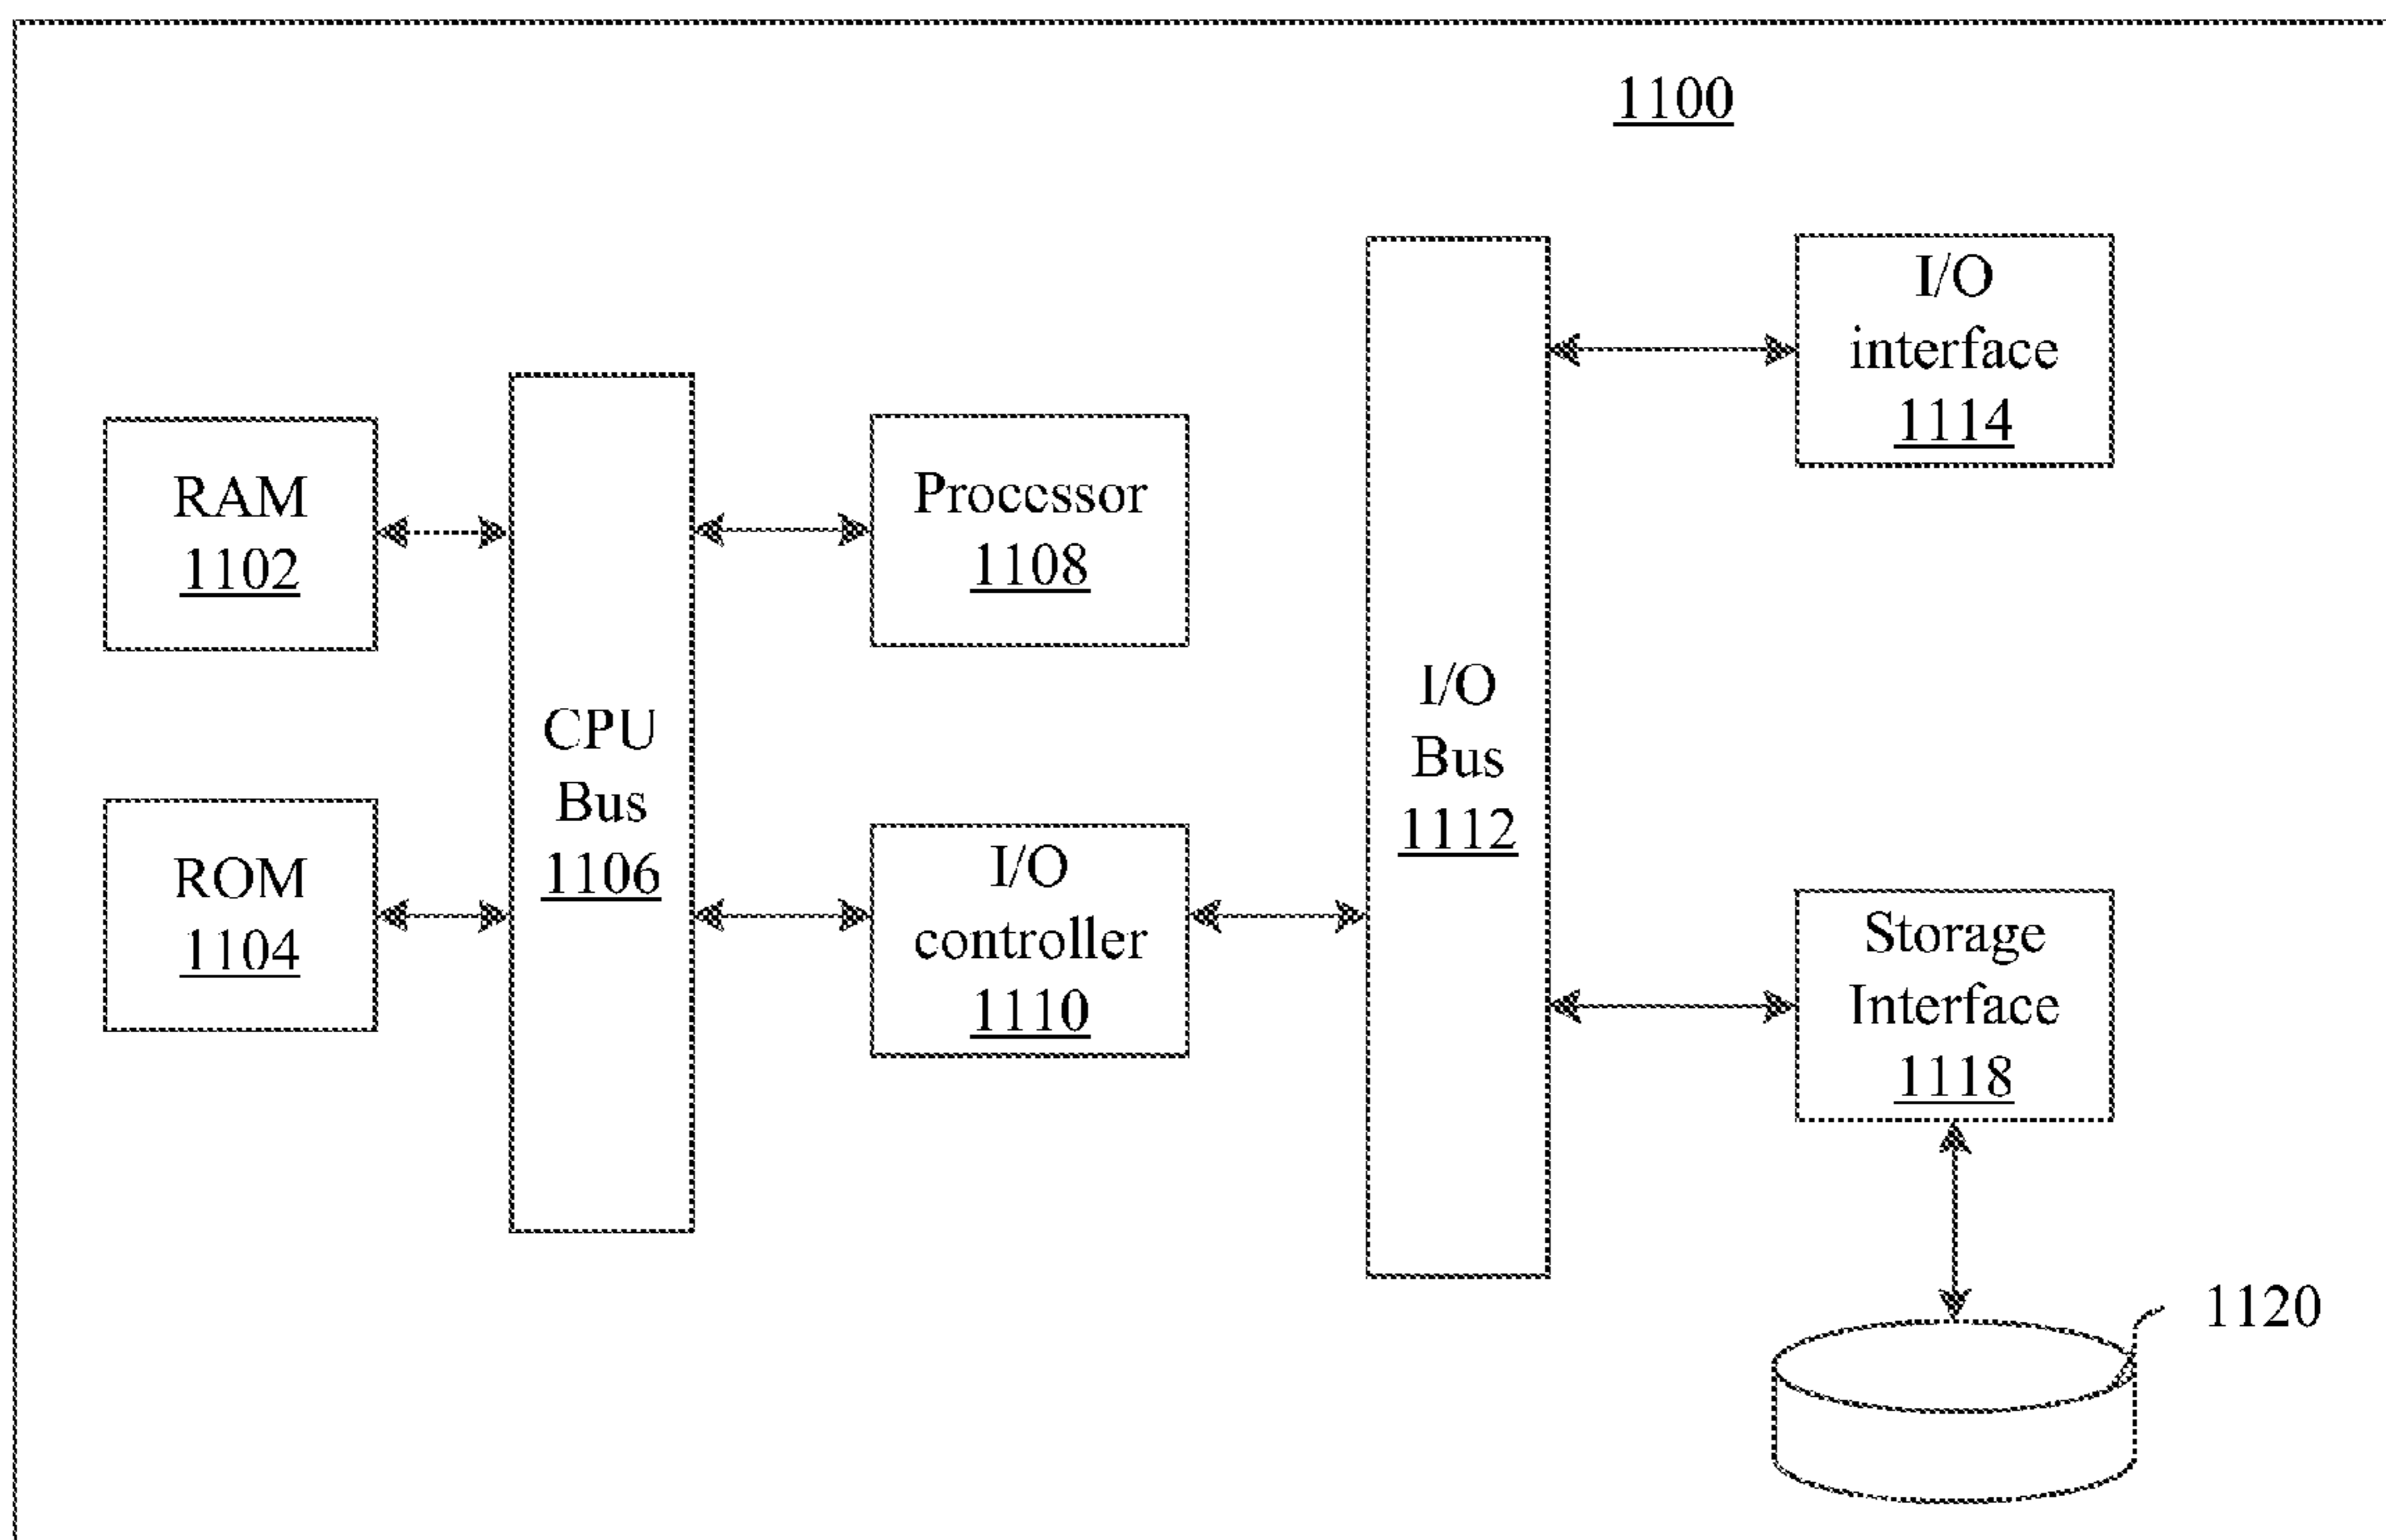 1100
I/O
interface
1114
RAM
1102
Processor
1108
CPU
Bus
1106
I/O
Bus
1112
ROM
1104
I/O
controller
1110
Storage
Interface
1118
1120